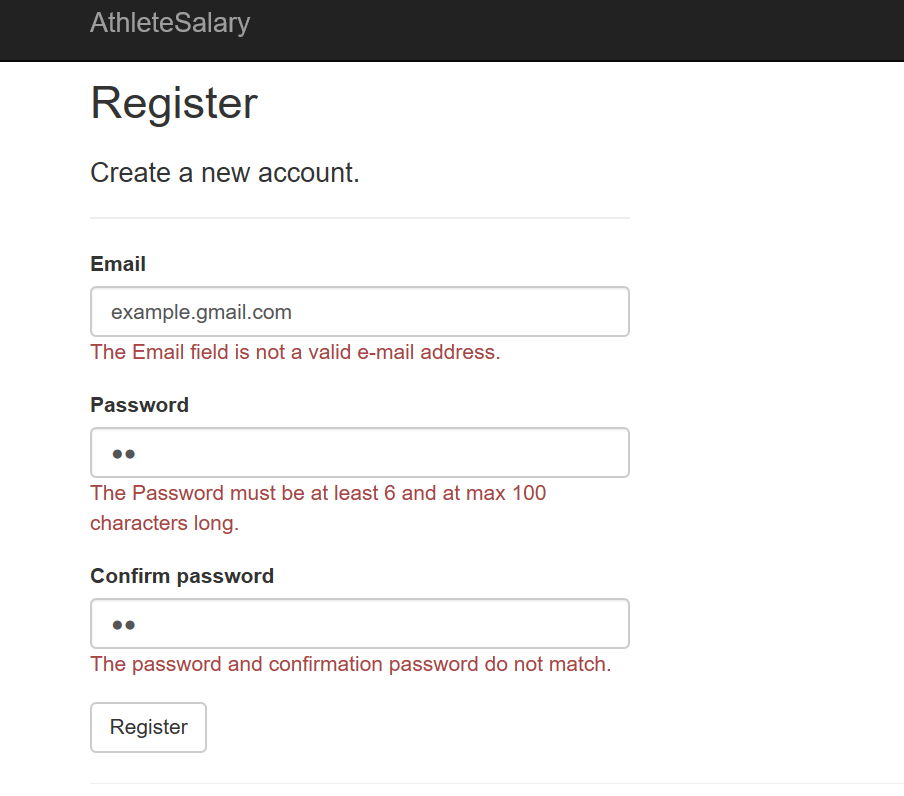 AthleteSalary
Register
Create a new account.
Email
example.gmail.com
The Email field is not a valid e-mail address.
Password
●●
The Password must be at least 6 and at max 100
characters long.
Confirm password
●●
The password and confirmation password do not match.
Register